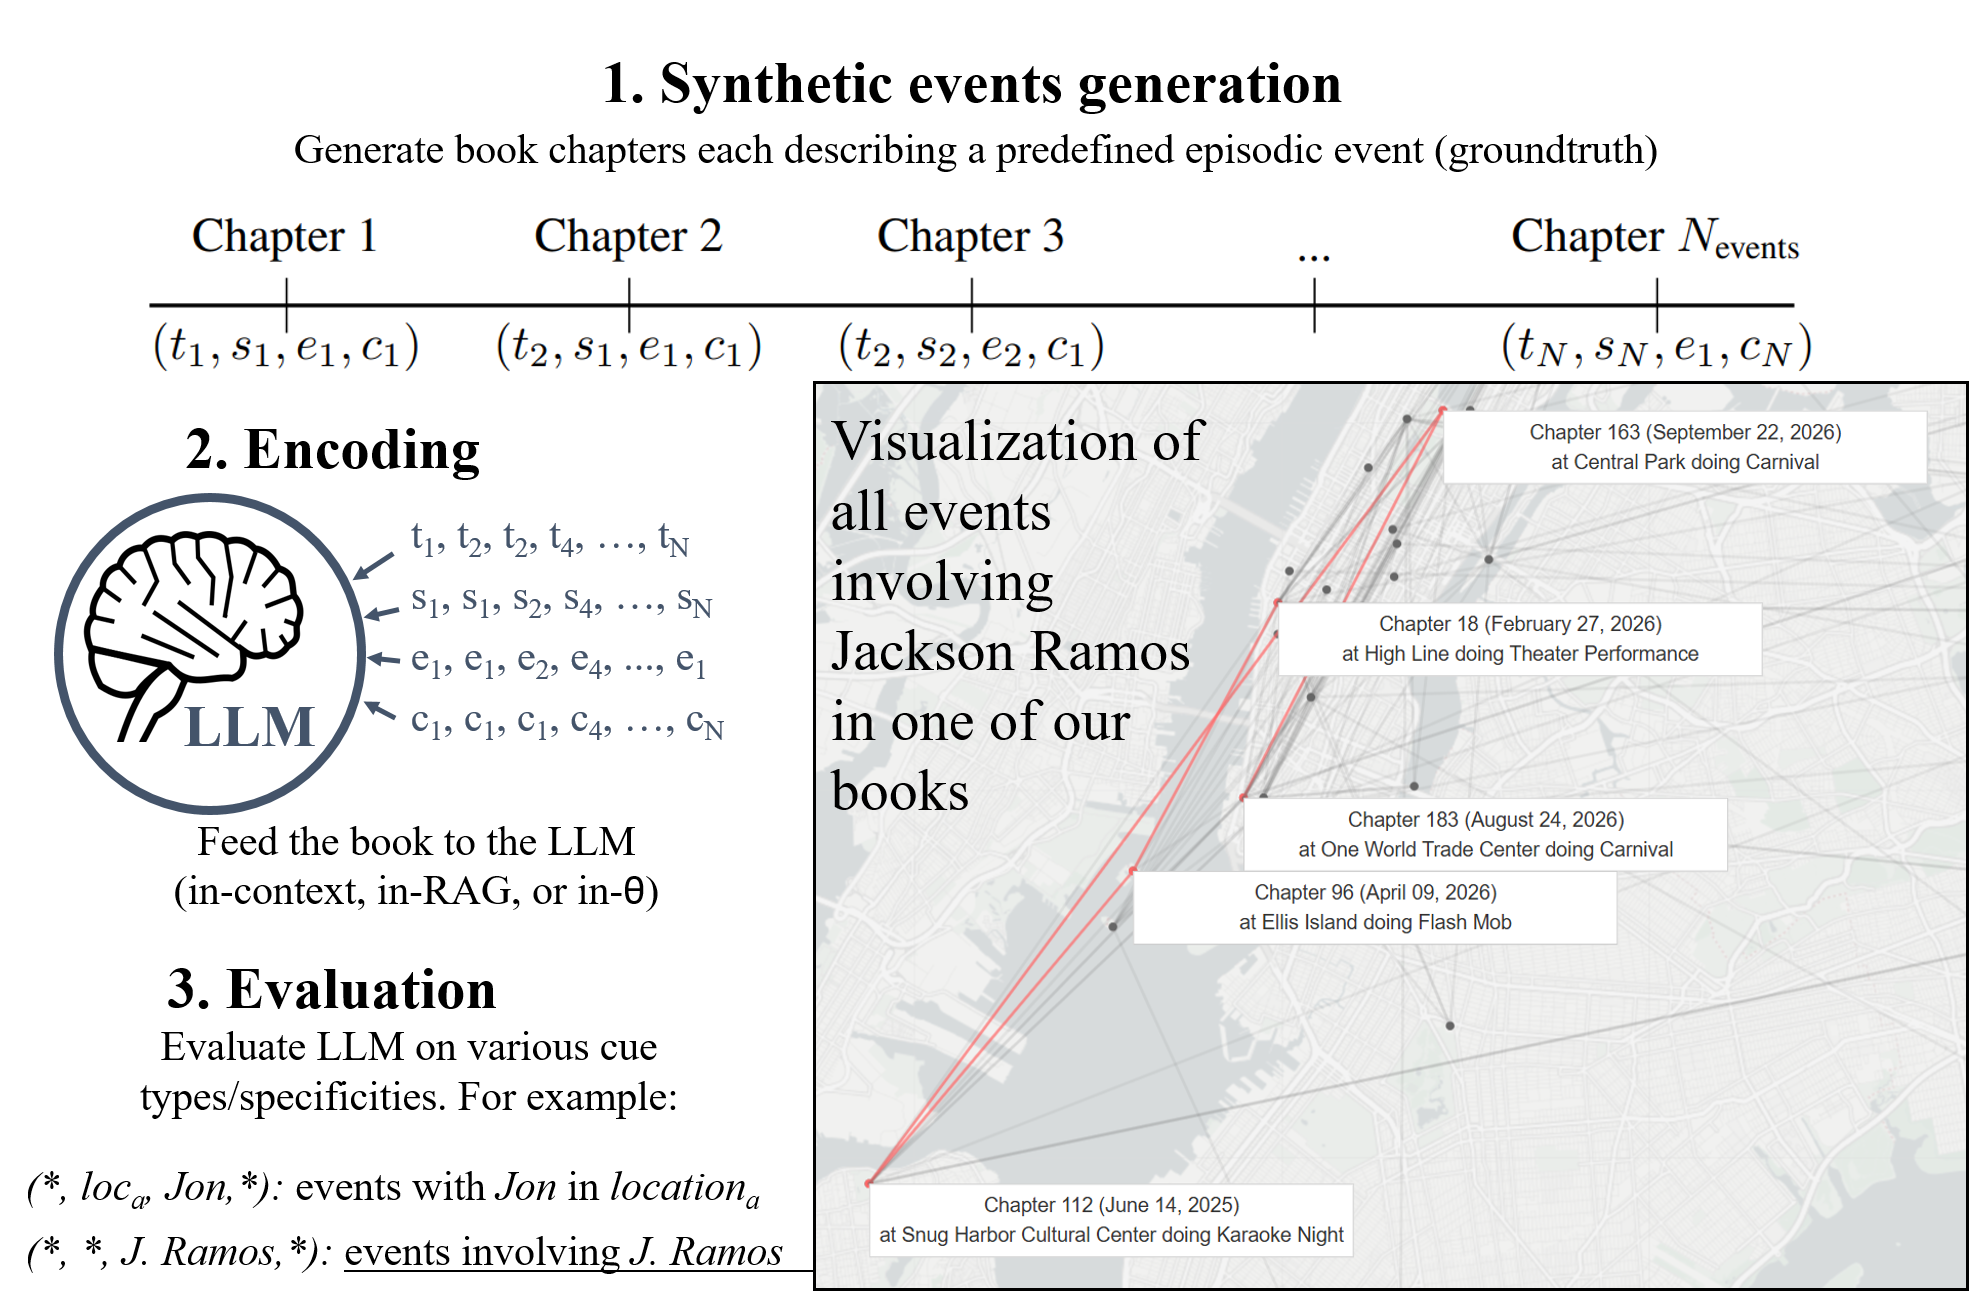 1. Synthetic events generation
Generate book chapters each describing a predefined episodic event (groundtruth)
Chapter 1 Chapter 2 Chapter 3 ... Chapter N_events
(t_1, s_1, e_1, c_1) (t_2, s_1, e_1, c_1) (t_2, s_2, e_2, c_1) (t_N, s_N, e_1, c_N)
2. Encoding
t_1, t_2, t_2, t_4, …, t_N
s_1, s_1, s_2, s_4, …, s_N
e_1, e_1, e_2, e_4, ..., e_1
c_1, c_1, c_1, c_4, …, c_N
LLM
Feed the book to the LLM
(in-context, in-RAG, or in-θ)
3. Evaluation
Evaluate LLM on various cue
types/specificities. For example:
(*, loc_a, Jon,*): events with Jon in location_a
(*, *, J. Ramos,*): events involving J. Ramos
Visualization of
all events
involving
Jackson Ramos
in one of our
books
Chapter 163 (September 22, 2026)
at Central Park doing Carnival
Chapter 18 (February 27, 2026)
at High Line doing Theater Performance
Chapter 183 (August 24, 2026)
at One World Trade Center doing Carnival
Chapter 96 (April 09, 2026)
at Ellis Island doing Flash Mob
Chapter 112 (June 14, 2025)
at Snug Harbor Cultural Center doing Karaoke Night